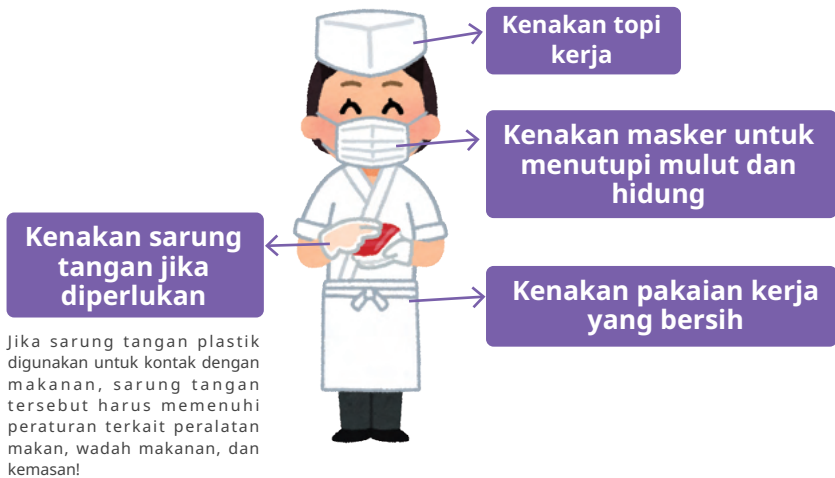 Kenakan topi
kerja
Kenakan masker untuk
menutupi mulut dan
hidung
Kenakan sarung
tangan jika
diperlukan
Kenakan pakaian kerja
yang bersih
Jika sarung tangan plastik
digunakan untuk kontak dengan
makanan, sarung tangan
tersebut harus memenuhi
peraturan terkait peralatan
makan, wadah makanan, dan
kemasan!